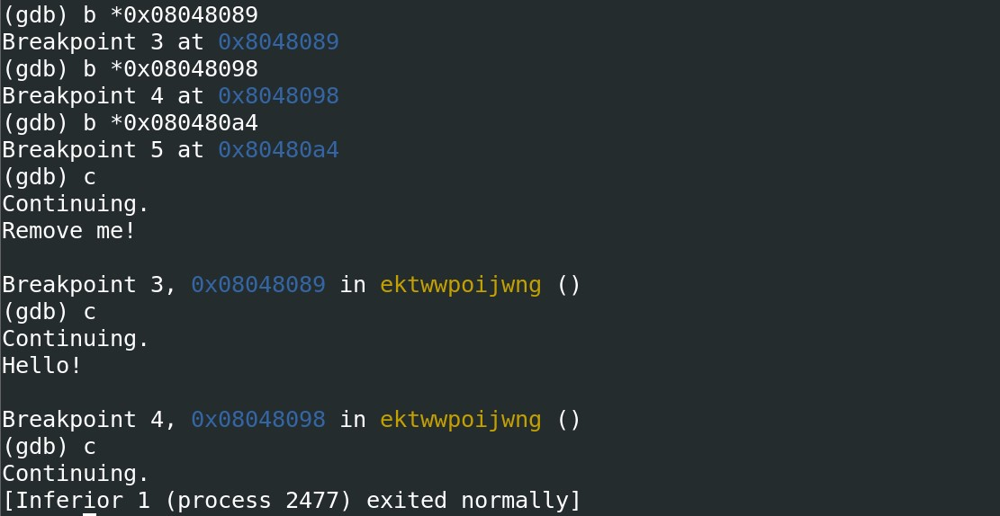 (gdb) b *0x08048089
Breakpoint 3 at 0x8048089
(gdb) b *0x08048098
Breakpoint 4 at 0x8048098
(gdb) b *0x080480a4
Breakpoint 5 at 0x80480a4
(gdb) c
Continuing.
Remove me!
Breakpoint 3, 0x08048089 in ektwwpoijwng ()
(gdb) c
Continuing.
Hello!
Breakpoint 4, 0x08048098 in ektwwpoijwng ()
(gdb) c
Continuing.
[Inferior 1 (process 2477) exited normally]